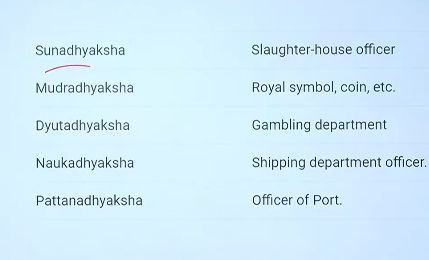 Sunadhyaksha Slaughter-house officer
Mudradhyaksha Royal symbol, coin, etc.
Dyutadhyaksha Gambling department
Naukadhyaksha Shipping department officer.
Pattanadhyaksha Officer of Port.